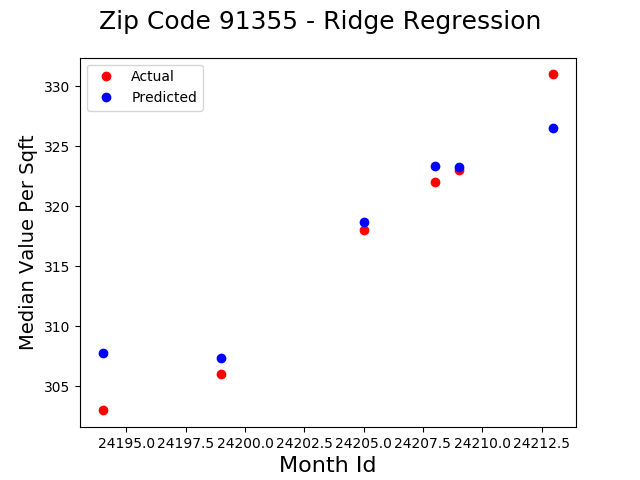 Zip Code 91355 - Ridge Regression
Actual
Predicted
Median Value Per Sqft
330
325
320
315
310
305
24195.0 24197.5 24200.0 24202.5 24205.0 24207.5 24210.0 24212.5
Month Id